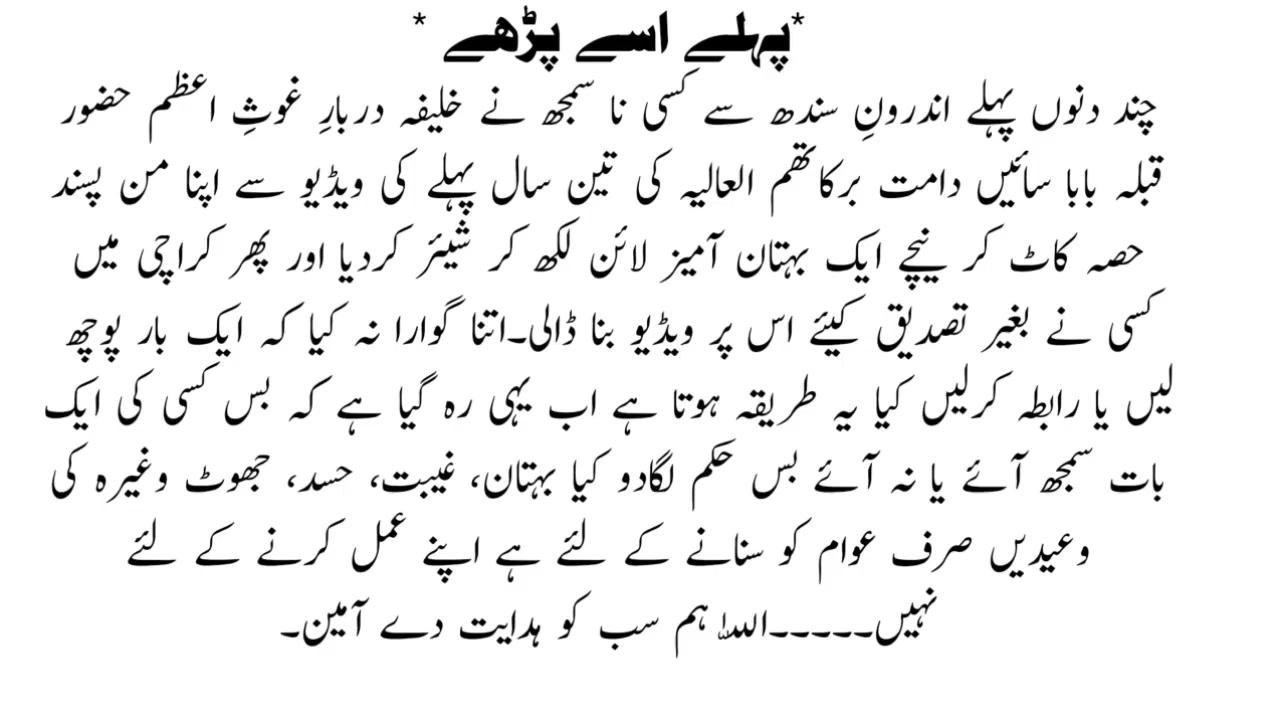 *پہلے اسے پڑھے *
چند دنوں پہلے اندرونِ سندھ سے کسی نا سمجھ نے خلیفہ دربارِ غوثِ اعظم حضور
قبلہ بابا سائیں دامت برکاتھم العالیہ کی تین سال پہلے کی ویڈیو سے اپنا من پسند
حصہ کاٹ کر نیچے ایک بہتان آمیز لائن لکھ کر شیئر کردیا اور پھر کراچی میں
کسی نے بغیر تصدیق کیئے اس پر ویڈیو بنا ڈالی۔اتنا گوارا نہ کیا کہ ایک بار پوچھ
لیں یا رابطہ کرلیں کیا یہ طریقہ ہوتا ہے اب یہی رہ گیا ہے کہ بس کسی کی ایک
بات سمجھ آئے یا نہ آئے بس حکم لگادو کیا بہتان، غیبت، حسد، جھوٹ وغیرہ کی
وعیدیں صرف عوام کو سنانے کے لئے ہے اپنے عمل کرنے کے لئے
نہیں۔۔۔۔۔اللہ ہم سب کو ہدایت دے آمین۔